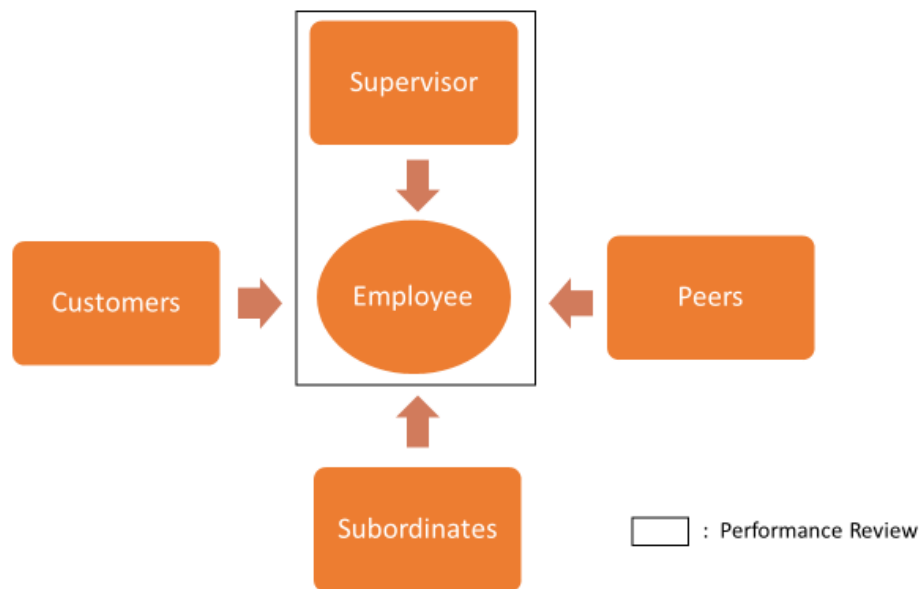 Supervisor
Customers
Employee
Peers
Subordinates
: Performance Review